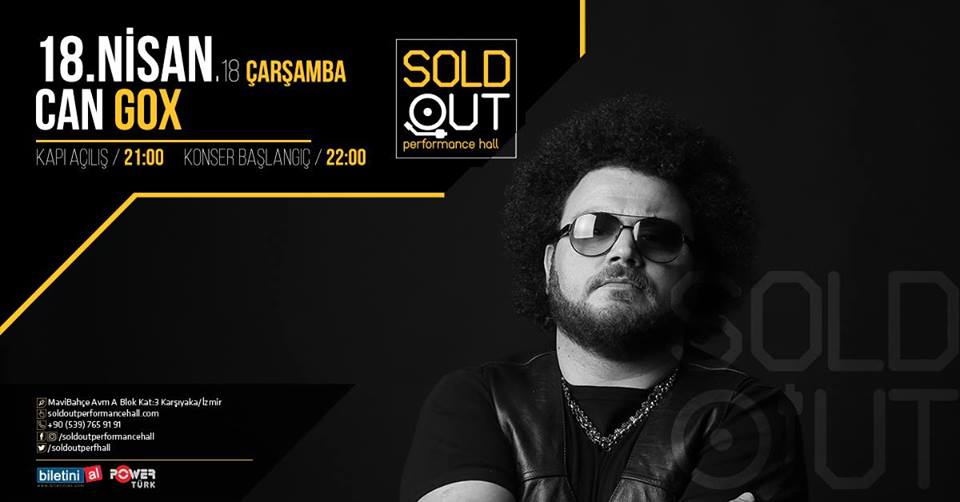 18.NİSAN.18 ÇARŞAMBA
CAN GOX
KAPI AÇILIŞ / 21:00 KONSER BAŞLANGIÇ / 22:00
SOLD
OUT
performance hall
SOLD
OUT
MaviBahçe Avm A Blok Kat:3 Karşıyaka/İzmir
soldoutperformancehall.com
+90 (539) 765 91 91
/soldoutperformancehall
/soldoutperfhall
biletini al
POWER
TÜRK